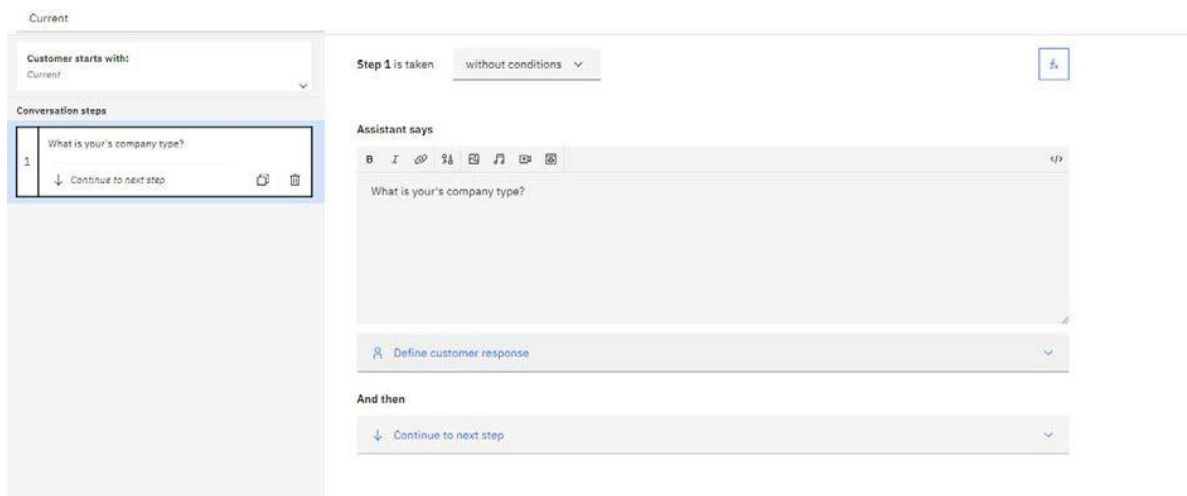 Current
Customer starts with:
Current
Conversation steps
1
What is your's company type?
Continue to next step
Step 1 is taken
without conditions
fx
Assistant says
B I
</>
What is your's company type?
Define customer response
And then
Continue to next step